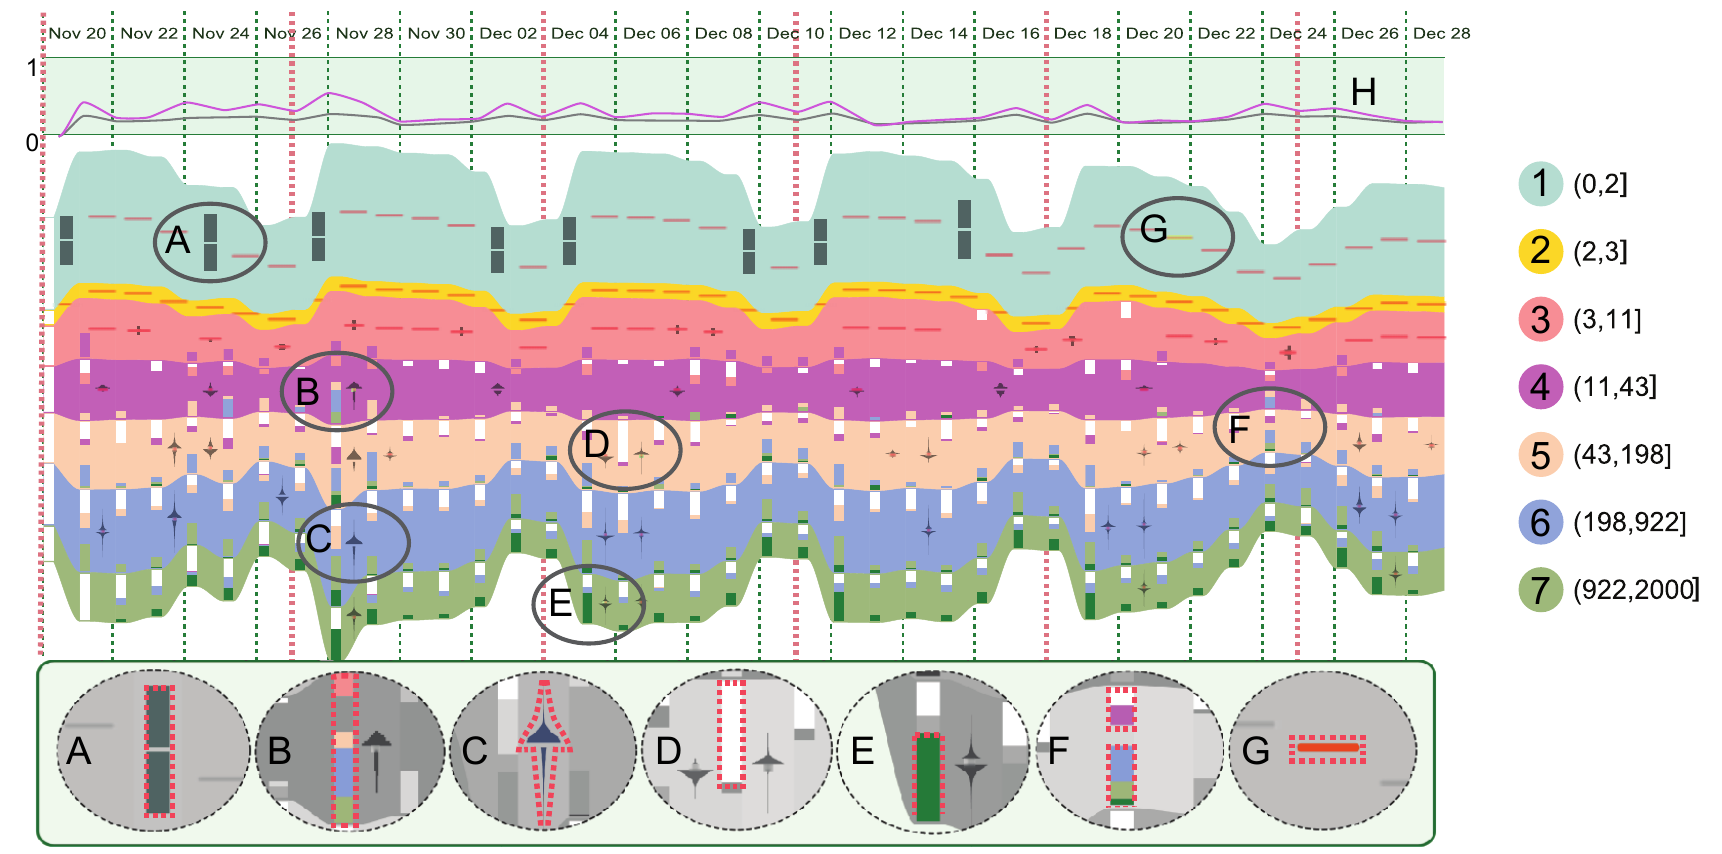 Nov 20 Nov 22 Nov 24 Nov 26 Nov 28 Nov 30 Dec 02 Dec 04 Dec 06 Dec 08 Dec 10 Dec 12 Dec 14 Dec 16 Dec 18 Dec 20 Dec 22 Dec 24 Dec 26 Dec 28
1
H
0
1 (0,2]
A
G
2 (2,3]
3 (3,11]
B
4 (11,43]
D
F
5 (43,198]
C
6 (198,922]
E
7 (922,2000]
A B C D E F G